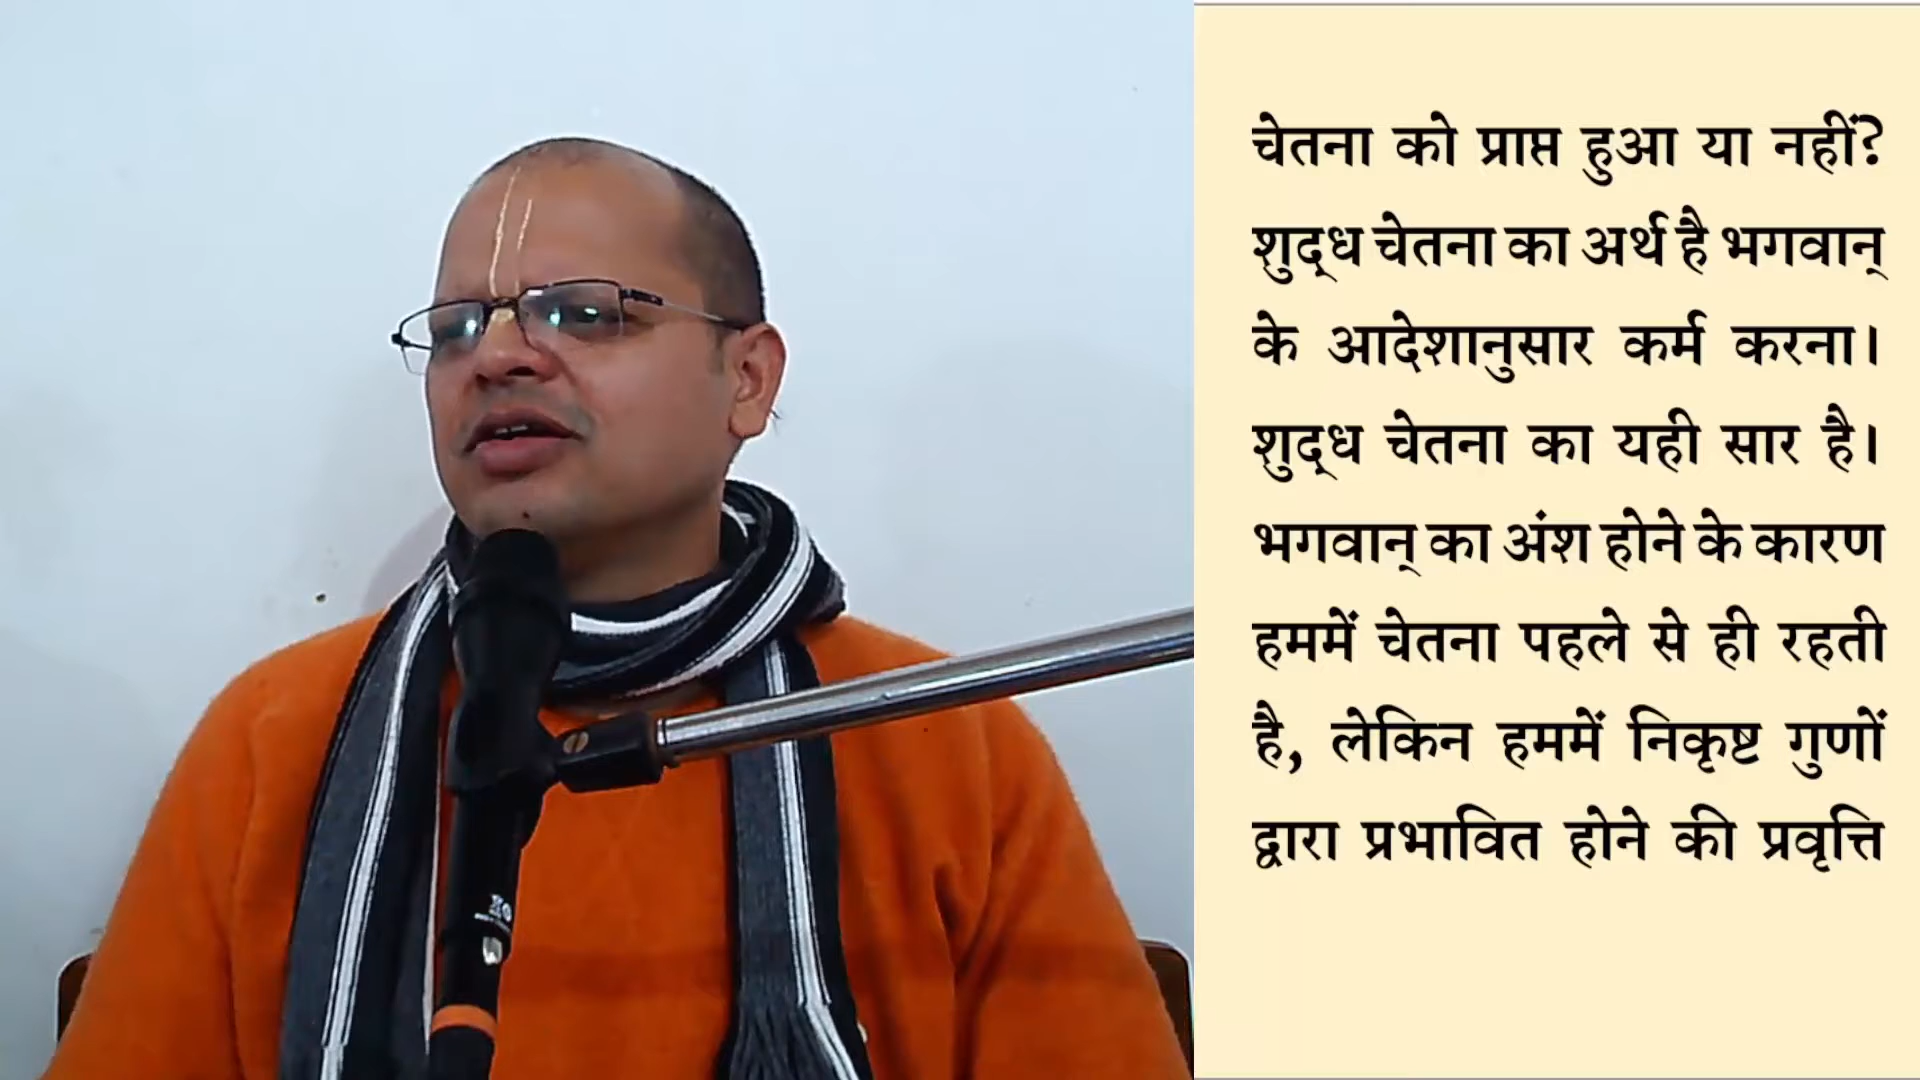 चेतना को प्राप्त हुआ या नहीं?
शुद्ध चेतना का अर्थ है भगवान्
के आदेशानुसार कर्म करना।
शुद्ध चेतना का यही सार है।
भगवान् का अंश होने के कारण
हममें चेतना पहले से ही रहती
है, लेकिन हममें निकृष्ट गुणों
द्वारा प्रभावित होने की प्रवृत्ति